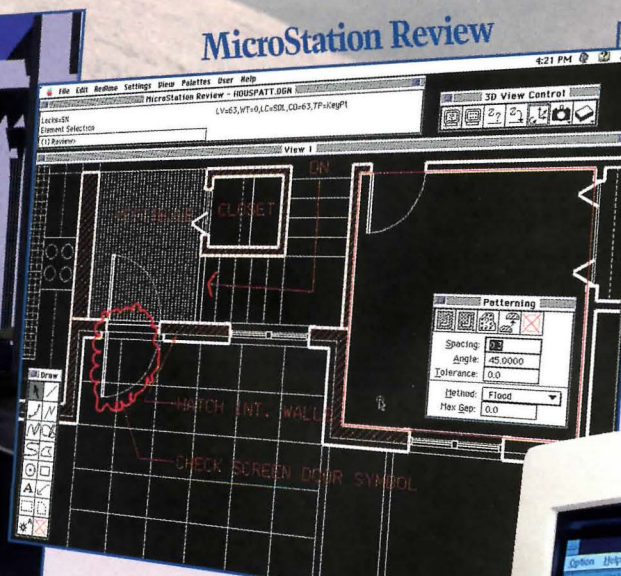 MicroStation Review
4:21 PM
File Edit Redline Settings View Palettes User Help
MicroStation Review - HOUSPATT.DGN
Locks=SN
LV=63,WT=0,LC=SOL,CO=63,TP=KeyPt
Element Selection
(1) Review>
3D View Control
View 1
DN
CLOSET
Patterning
Spacing:
Angle: 45.0000
Tolerance: 0.0
Method: Flood
Max Gap: 0.0
Draw
HATCH INT. WALL
CHECK SCREEN DOOR SYMBOL
Option Help